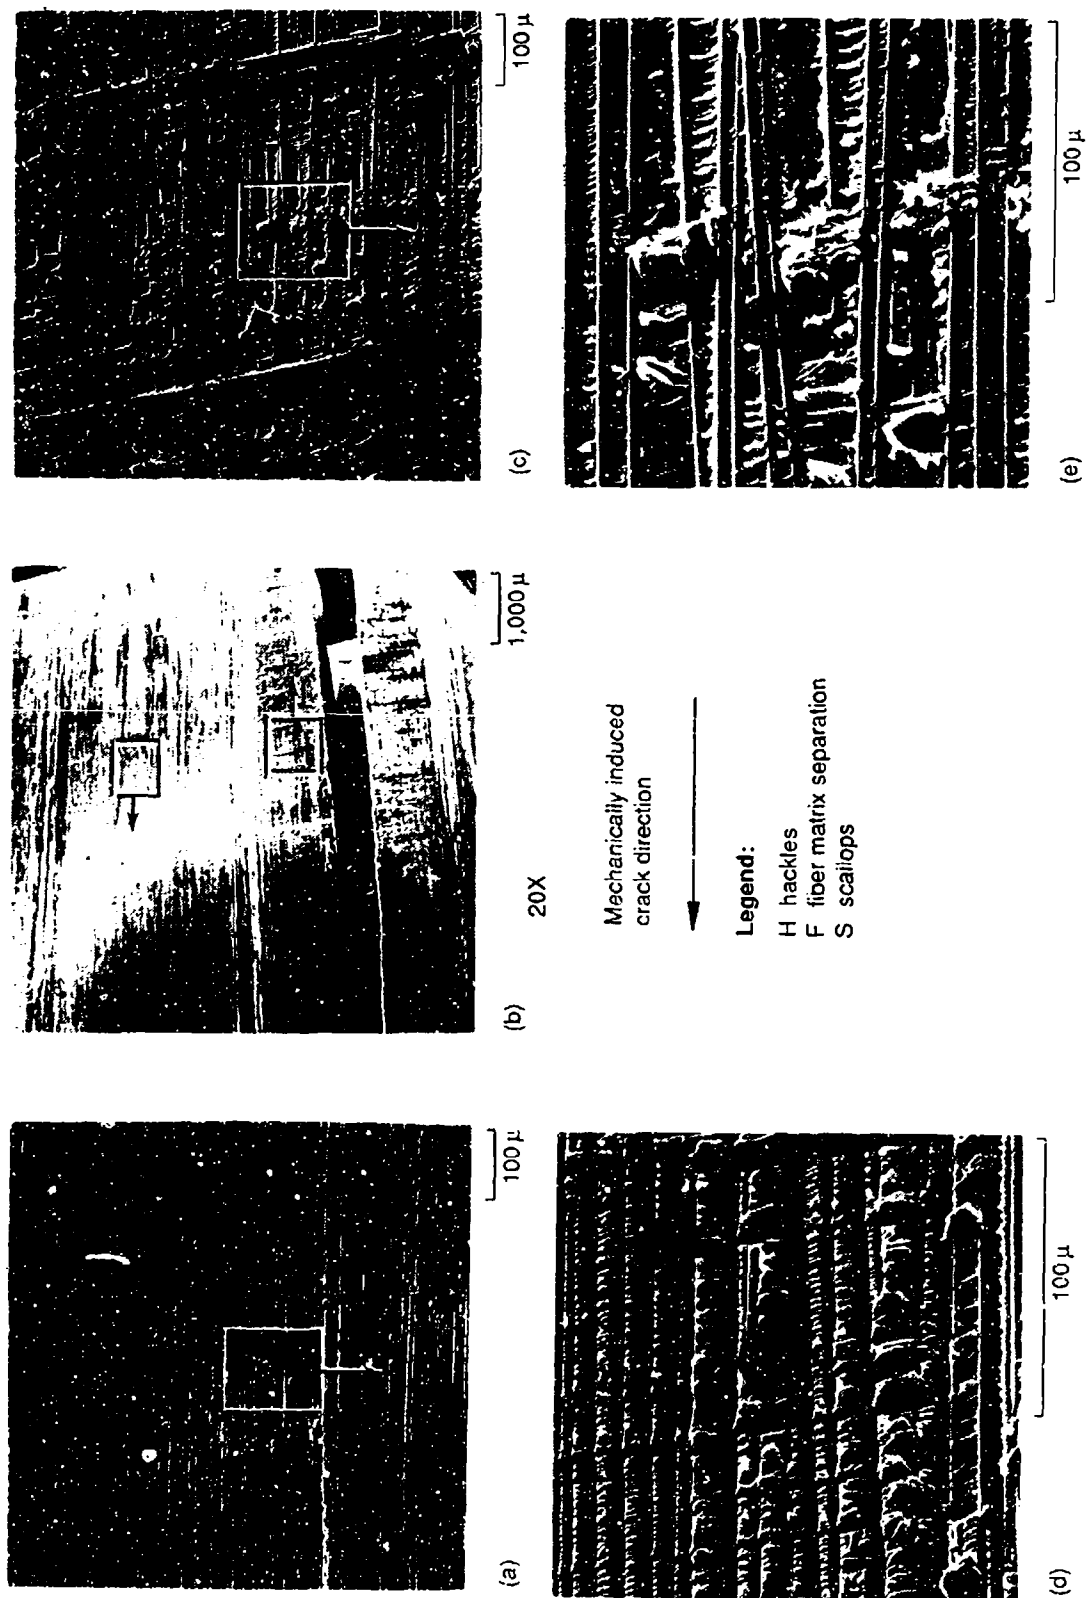 (a)
100 μ
(b)
1,000 μ
20X
(c)
100 μ
(d)
100 μ
Mechanically induced
crack direction
Legend:
H hackles
F fiber matrix separation
S scallops
(e)
100 μ